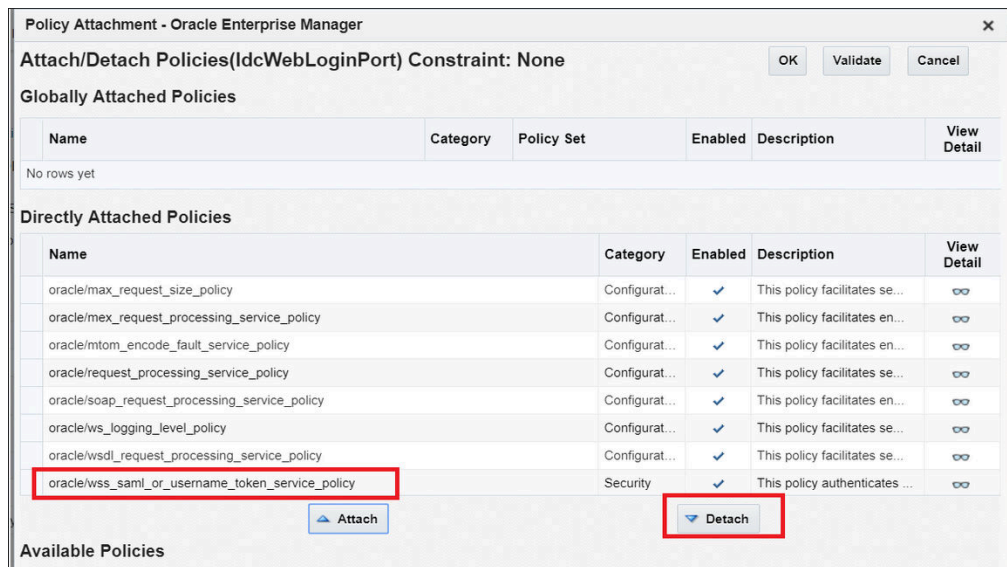 Policy Attachment - Oracle Enterprise Manager
Attach/Detach Policies(IdcWebLoginPort) Constraint: None OK Validate Cancel
Globally Attached Policies
Name Category Policy Set Enabled Description View Detail
No rows yet
Directly Attached Policies
Name Category Enabled Description View Detail
oracle/max_request_size_policy Configurat... This policy facilitates se...
oracle/mex_request_processing_service_policy Configurat... This policy facilitates en...
oracle/mtom_encode_fault_service_policy Configurat... This policy facilitates en...
oracle/request_processing_service_policy Configurat... This policy facilitates se...
oracle/soap_request_processing_service_policy Configurat... This policy facilitates en...
oracle/ws_logging_level_policy Configurat... This policy facilitates se...
oracle/wsdl_request_processing_service_policy Configurat... This policy facilitates se...
oracle/wss_saml_or_username_token_service_policy Security This policy authenticates ...
Attach Detach
Available Policies